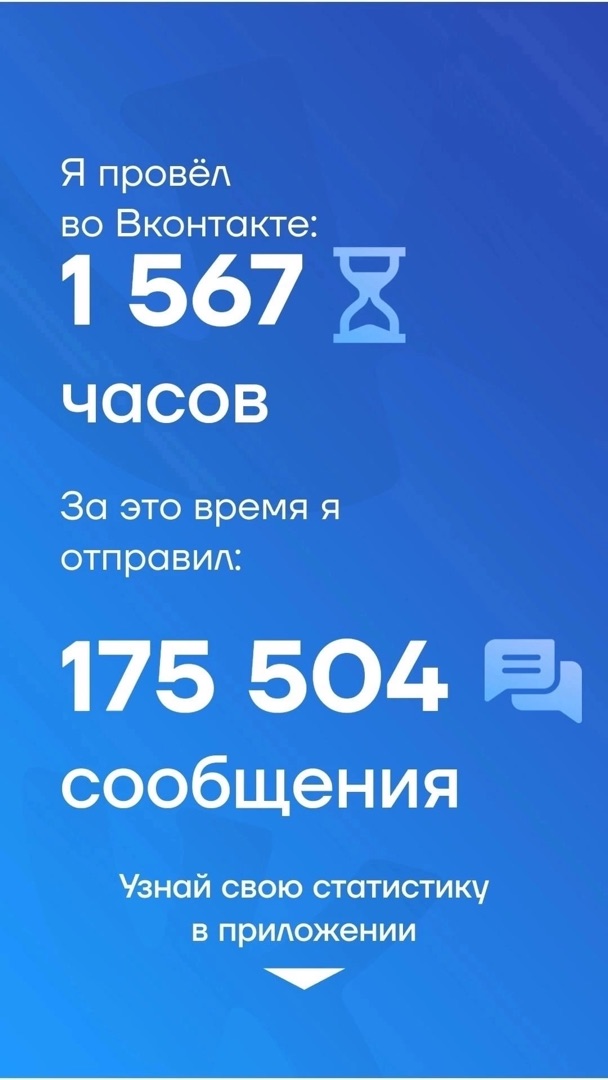 Я провёл
во Вконтакте:
1 567
часов
За это время я
отправил:
175 504
сообщения
Узнай свою статистику
в приложении